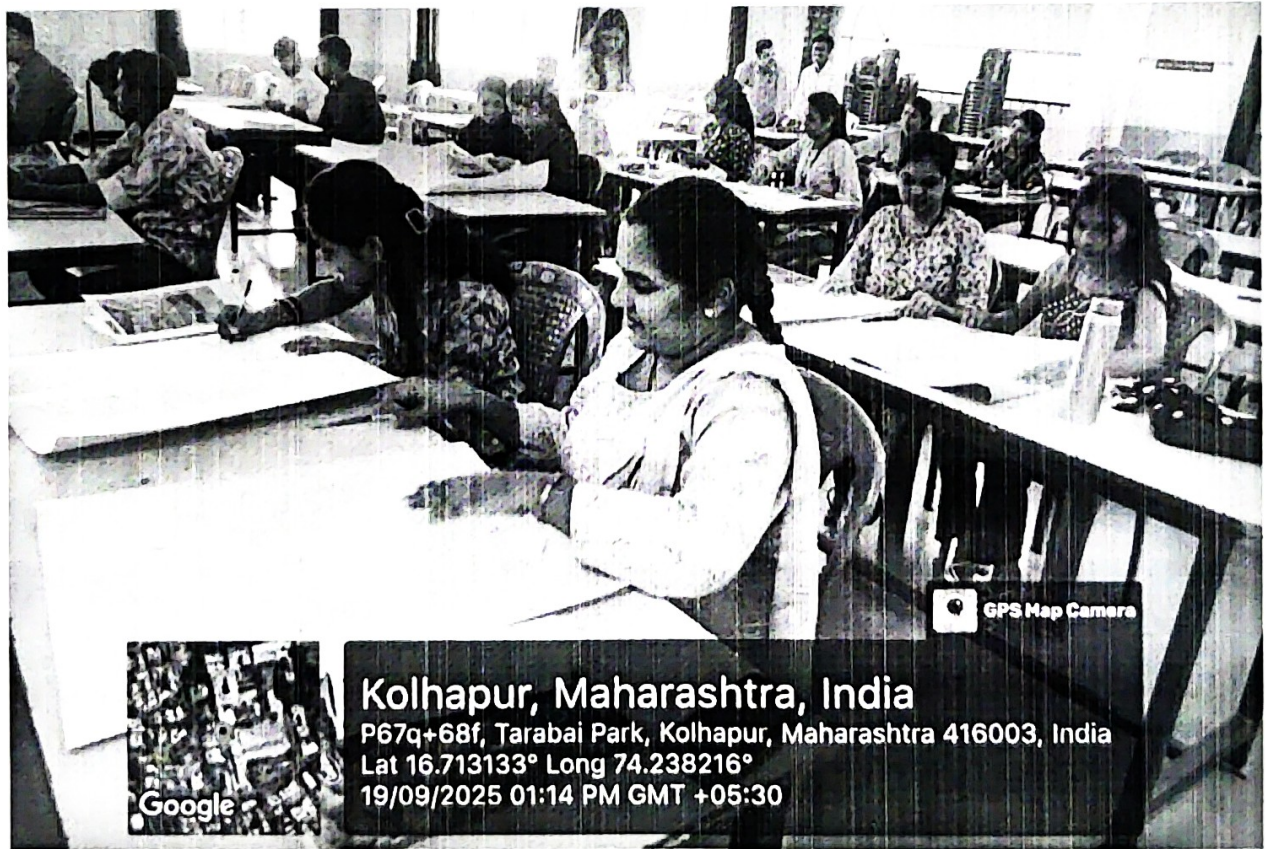 GPS Map Camera
Kolhapur, Maharashtra, India
P67q+68f, Tarabai Park, Kolhapur, Maharashtra 416003, India
Lat 16.713133° Long 74.238216°
19/09/2025 01:14 PM GMT +05:30
Google